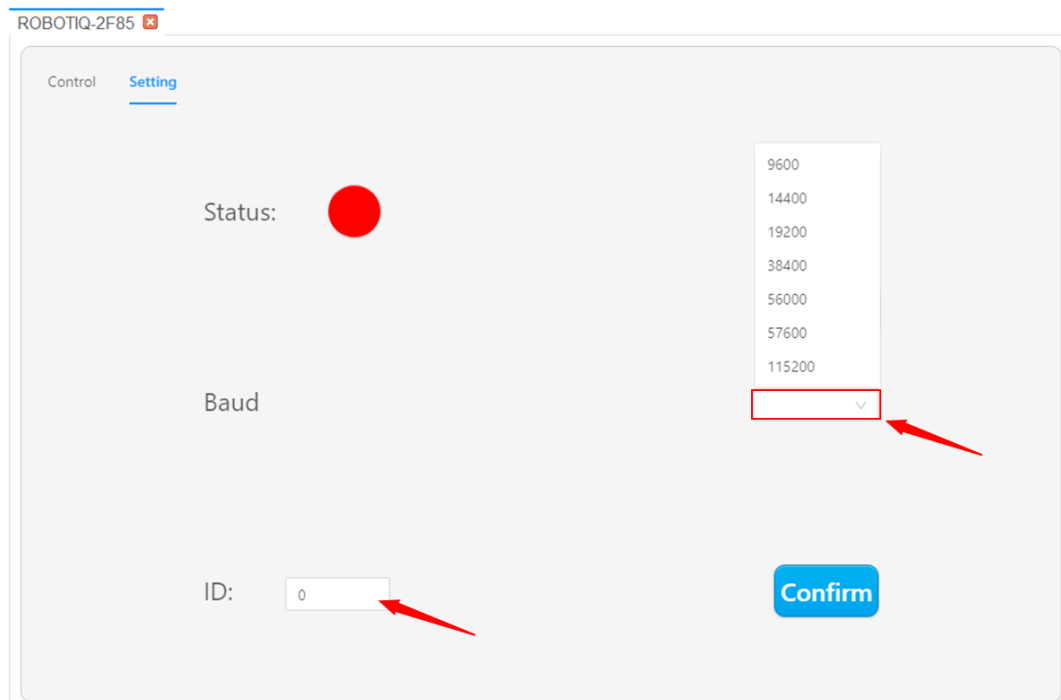 ROBOTIQ-2F85
Control Setting
Status:
9600
14400
19200
38400
56000
57600
115200
Baud
ID: 0
Confirm